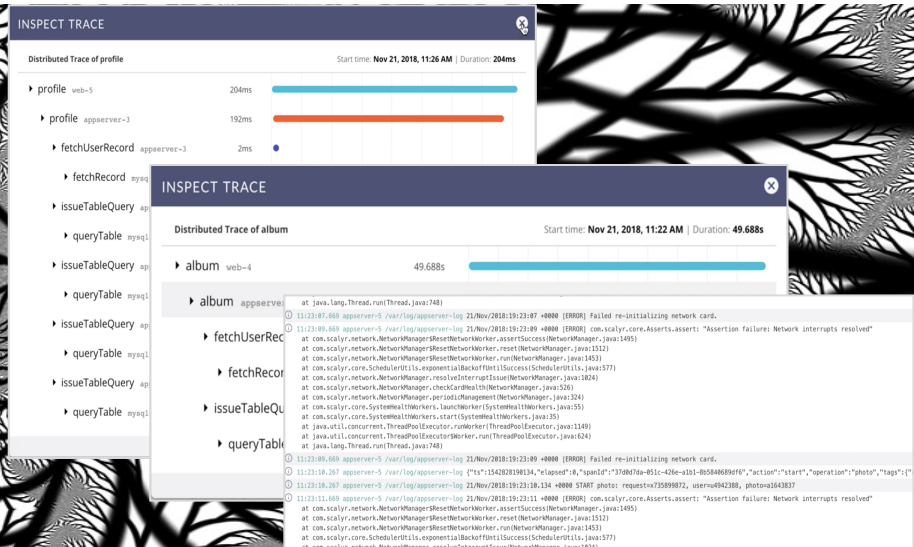 INSPECT TRACE
Distributed Trace of profile Start time: Nov 21, 2018, 11:26 AM | Duration: 204ms
profile web-5 204ms
profile appserver-3 192ms
fetchUserRecord appserver-3 2ms
fetchRecord mysq
issueTableQuery ap
queryTable mysql
issueTableQuery ap
queryTable mysql
issueTableQuery ap
queryTable mysql
issueTableQuery ap
queryTable mysql
INSPECT TRACE
Distributed Trace of album Start time: Nov 21, 2018, 11:22 AM | Duration: 49.688s
album web-4 49.688s
album appserve
fetchUserRec
fetchRecor
issueTableQu
queryTable
at java.lang.Thread.run(Thread.java:748)
11:23:07.669 appserver-5 /var/log/appserver-log 21/Nov/2018:19:23:07 +0000 [ERROR] Failed re-initializing network card.
11:23:09.669 appserver-5 /var/log/appserver-log 21/Nov/2018:19:23:09 +0000 [ERROR] com.scalyr.core.Asserts.assert: "Assertion failure: Network interrupts resolved"
at com.scalyr.network.NetworkManager$ResetNetworkWorker.assertSuccess(NetworkManager.java:1495)
at com.scalyr.network.NetworkManager$ResetNetworkWorker.reset(NetworkManager.java:1512)
at com.scalyr.network.NetworkManager$ResetNetworkWorker.run(NetworkManager.java:1453)
at com.scalyr.core.SchedulerUtils.exponentialBackoffUntilSuccess(SchedulerUtils.java:577)
at com.scalyr.network.NetworkManager.resolveInterruptIssue(NetworkManager.java:1024)
at com.scalyr.network.NetworkManager.checkCardHealth(NetworkManager.java:526)
at com.scalyr.network.NetworkManager.periodicManagement(NetworkManager.java:324)
at com.scalyr.core.SystemHealthWorkers.launchWorker(SystemHealthWorkers.java:55)
at com.scalyr.core.SystemHealthWorkers.start(SystemHealthWorkers.java:35)
at java.util.concurrent.ThreadPoolExecutor.runWorker(ThreadPoolExecutor.java:1149)
at java.util.concurrent.ThreadPoolExecutor$Worker.run(ThreadPoolExecutor.java:624)
at java.lang.Thread.run(Thread.java:748)
11:23:09.669 appserver-5 /var/log/appserver-log 21/Nov/2018:19:23:09 +0000 [ERROR] Failed re-initializing network card.
11:23:10.267 appserver-5 /var/log/appserver-log {"ts":1542828190134,"elapsed":0,"spanId":"37d0d7da-051c-426e-a1b1-8b5840689df6","action":"start","operation":"photo","tags":{"
11:23:10.267 appserver-5 /var/log/appserver-log 21/Nov/2018:19:23:10.134 +0000 START photo: request=x735899872, user=u4942388, photo=a1643837
11:23:11.669 appserver-5 /var/log/appserver-log 21/Nov/2018:19:23:11 +0000 [ERROR] com.scalyr.core.Asserts.assert: "Assertion failure: Network interrupts resolved"
at com.scalyr.network.NetworkManager$ResetNetworkWorker.assertSuccess(NetworkManager.java:1495)
at com.scalyr.network.NetworkManager$ResetNetworkWorker.reset(NetworkManager.java:1512)
at com.scalyr.network.NetworkManager$ResetNetworkWorker.run(NetworkManager.java:1453)
at com.scalyr.core.SchedulerUtils.exponentialBackoffUntilSuccess(SchedulerUtils.java:577)